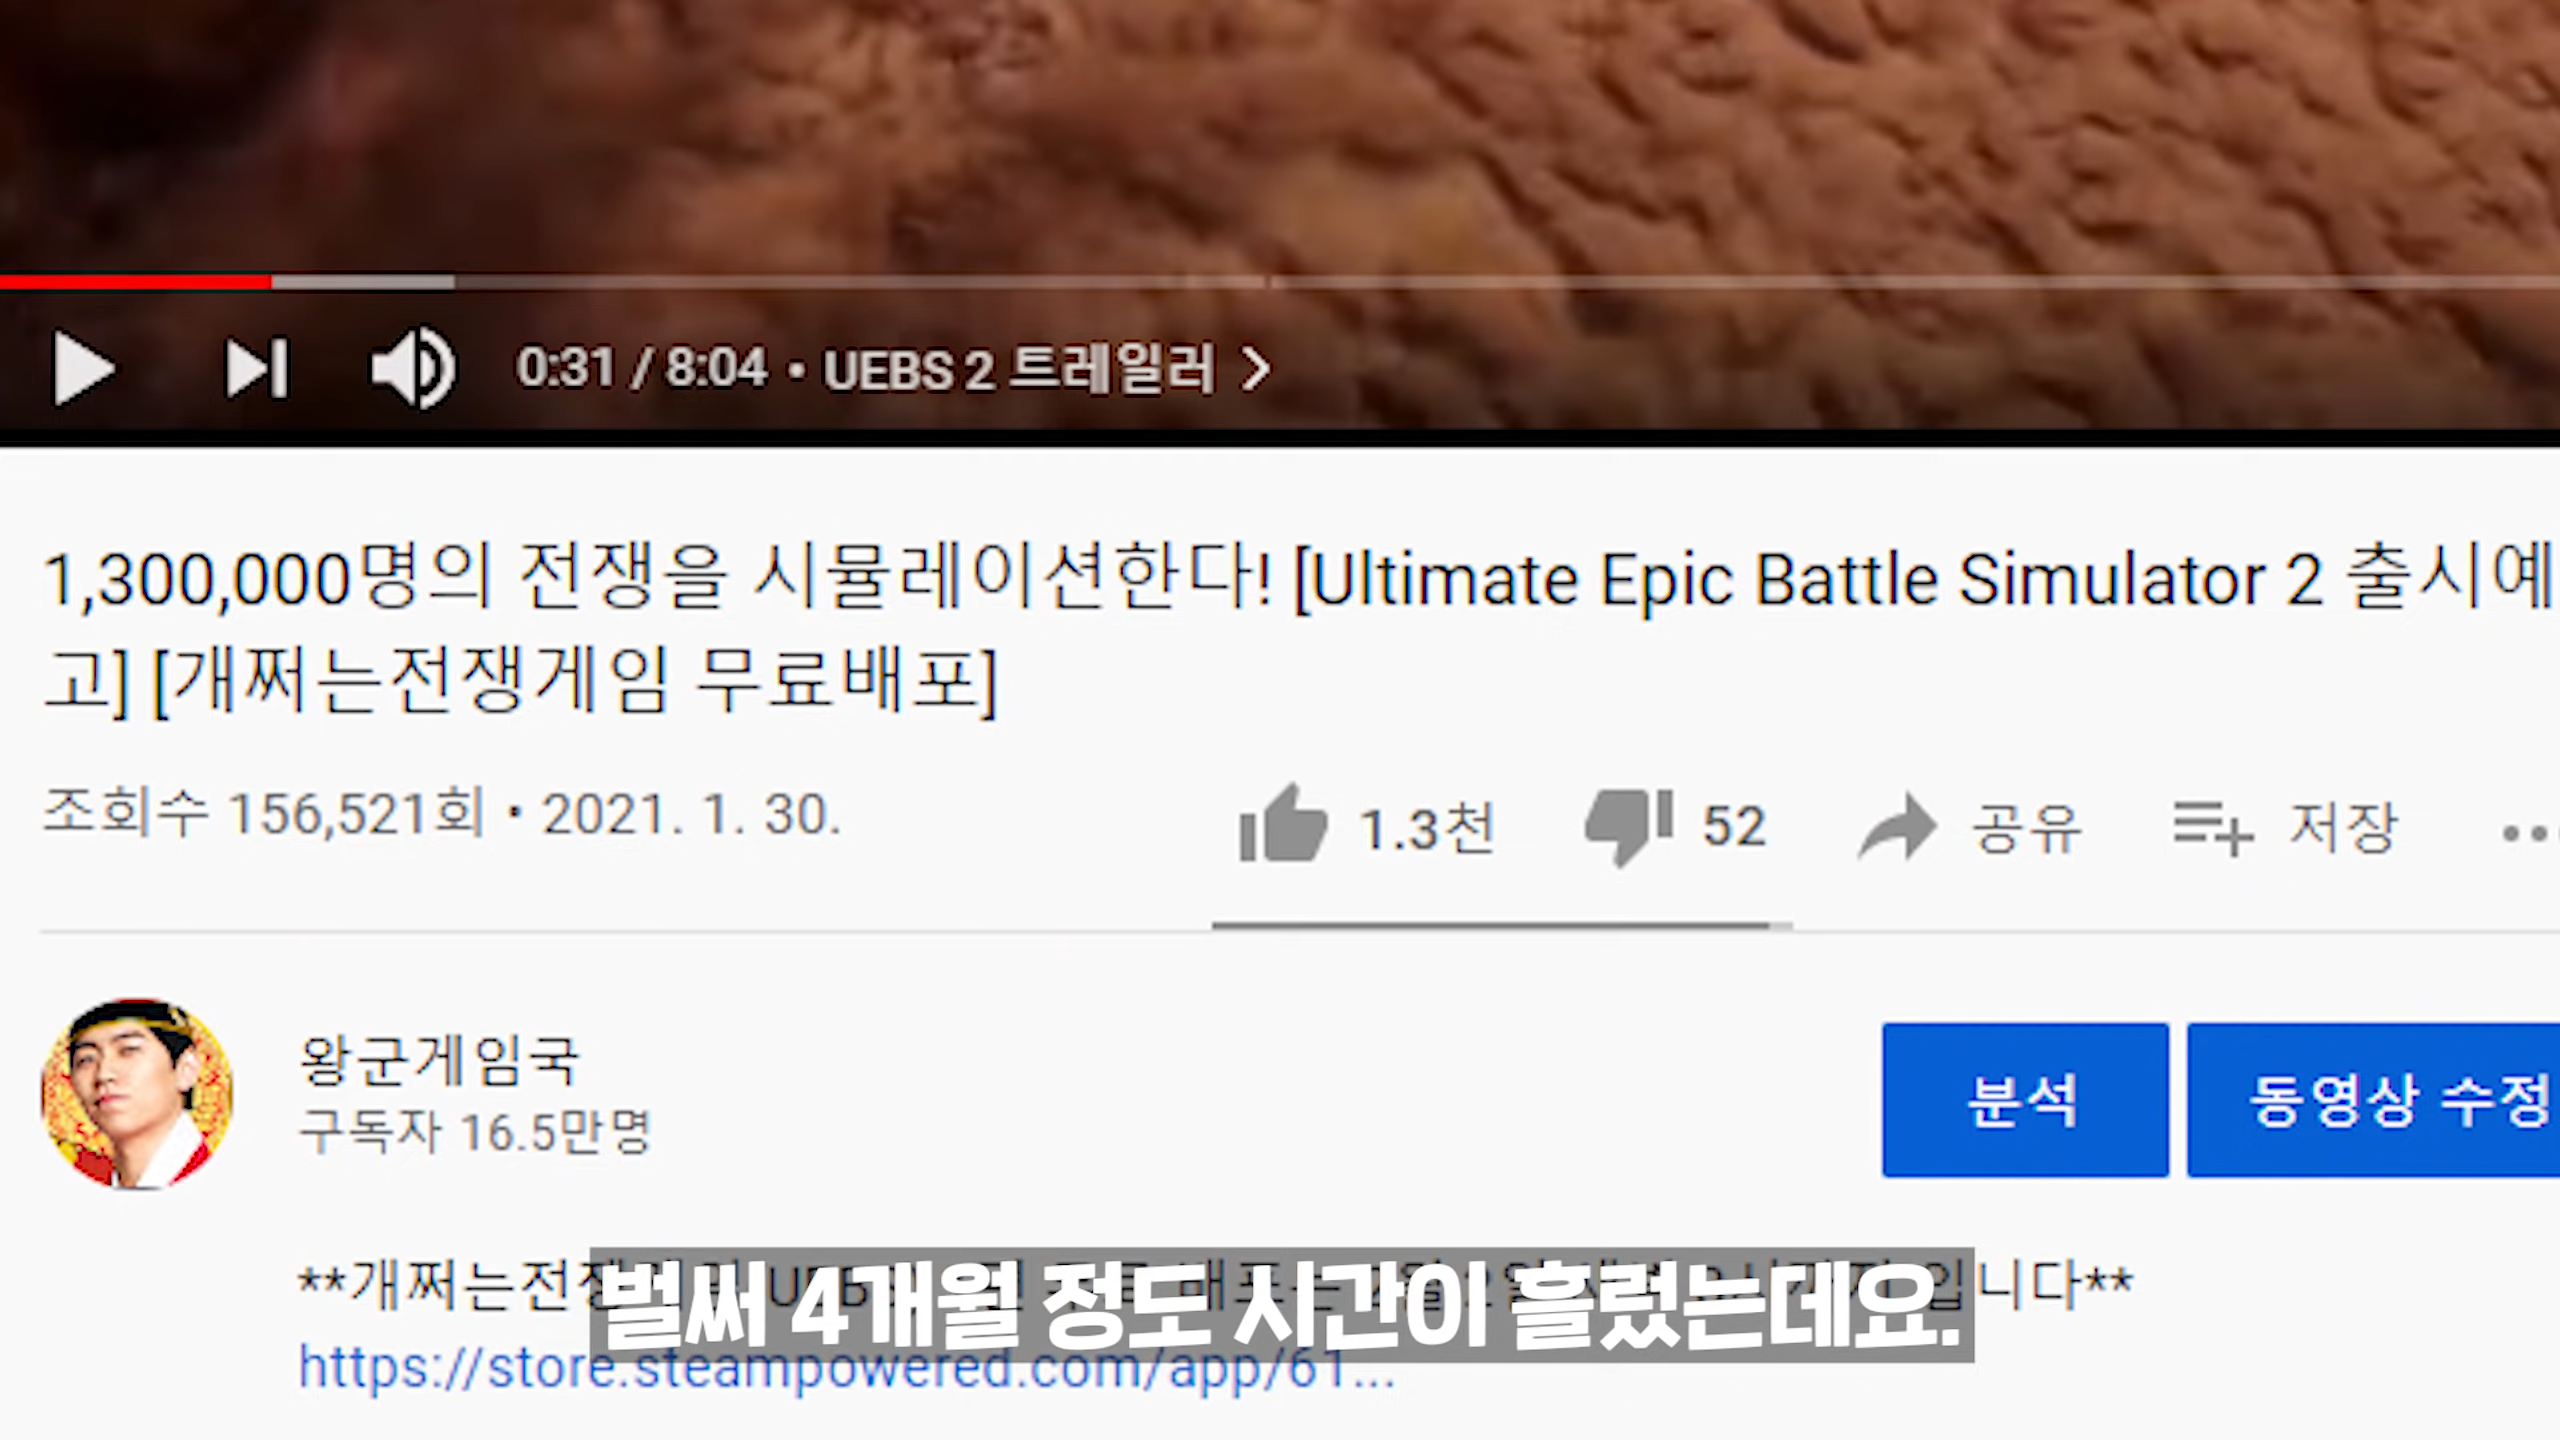 0:31 / 8:04 • UEBS 2 트레일러 >
1,300,000명의 전쟁을 시뮬레이션한다! [Ultimate Epic Battle Simulator 2 출시예
고] [개쩌는전쟁게임 무료배포]
조회수 156,521회 • 2021. 1. 30.
1.3천 52 공유 저장
왕군게임국
구독자 16.5만명
분석 동영상 수정
**개쩌는전 입니다**
벌써 4개월 정도 시간이 흘렀는데요.
https://store.steampowered.com/app/61...